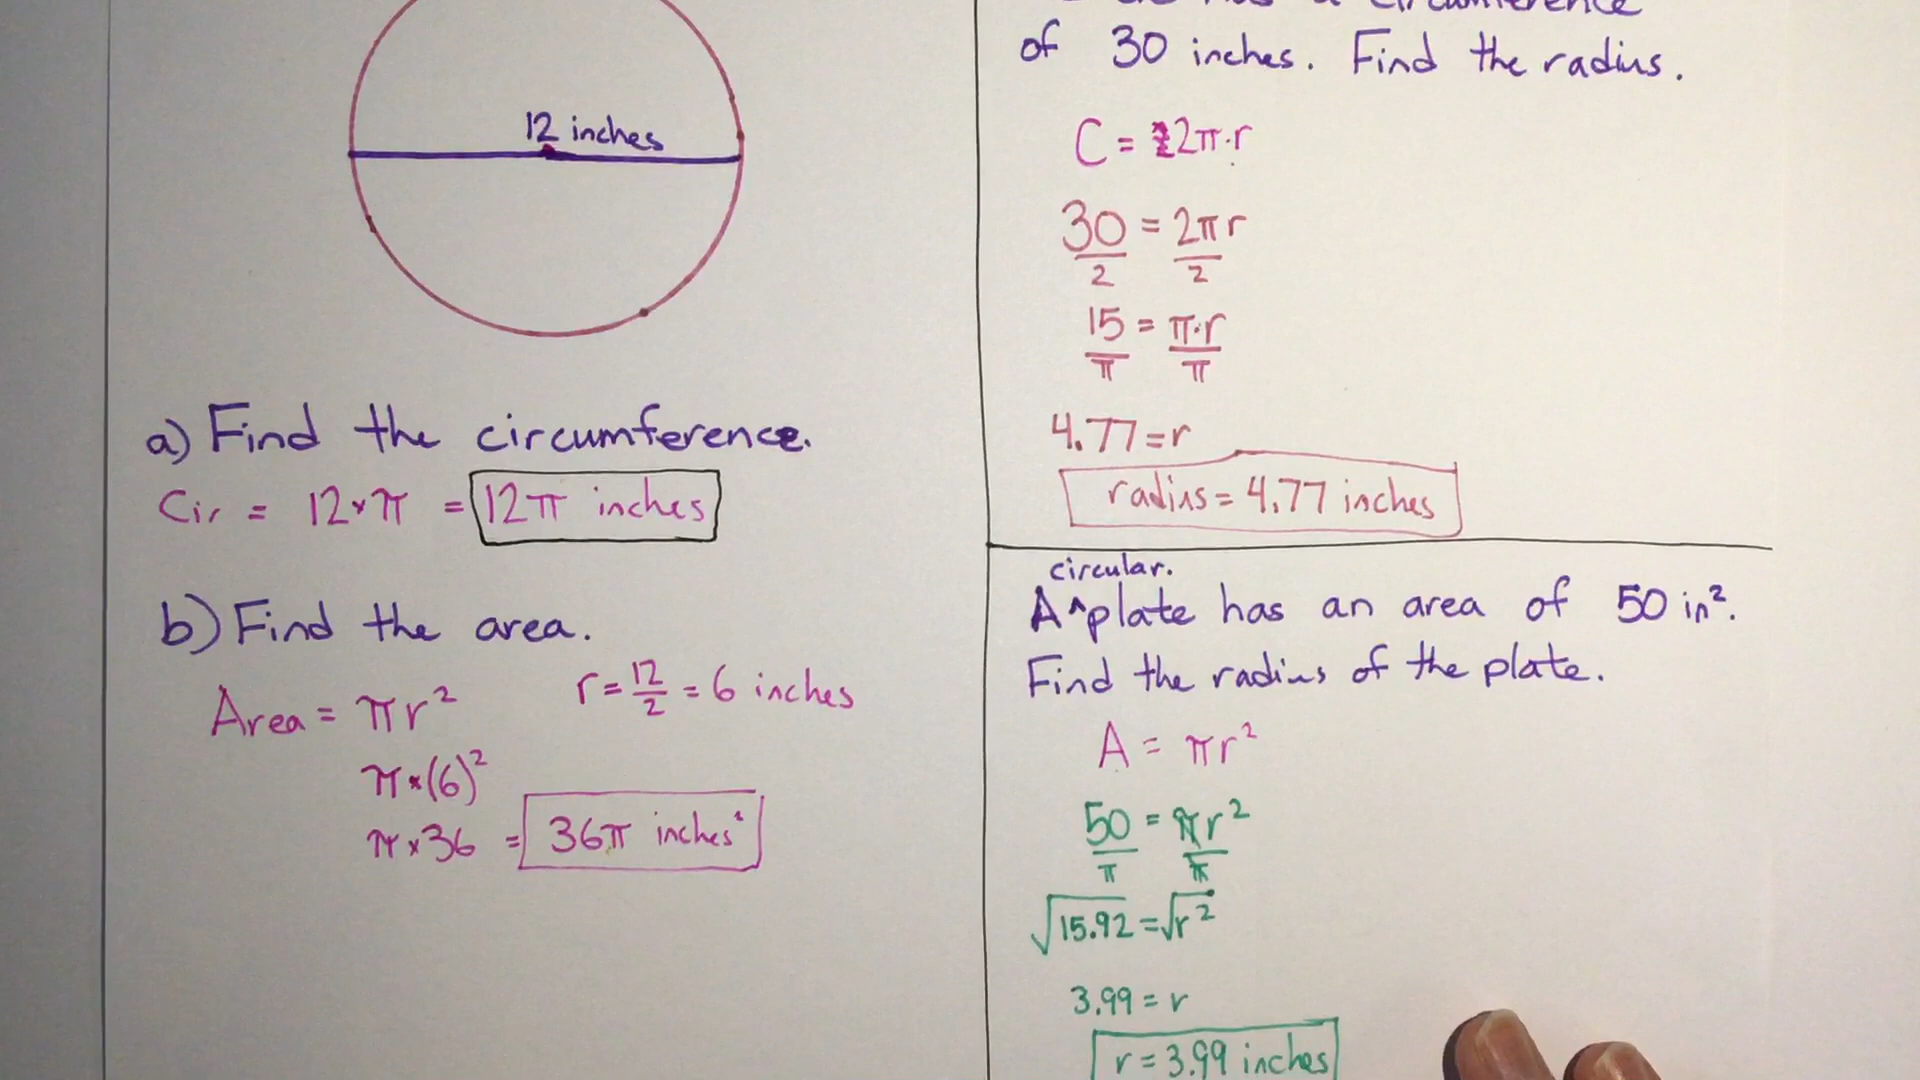 12 inches
a) Find the circumference.
Cir = 12×π = 12π inches
b) Find the area.
Area = πr²
r = 12/2 = 6 inches
π×(6)²
π×36 = 36π inches²
has a circumference
of 30 inches. Find the radius.
C = 2π·r
30/2 = 2πr/2
15/π = π·r/π
4.77 = r
radius = 4.77 inches
circular.
A ^ plate has an area of 50 in².
Find the radius of the plate.
A = πr²
50/π = πr²/π
√15.92 = √r²
3.99 = r
r = 3.99 inches